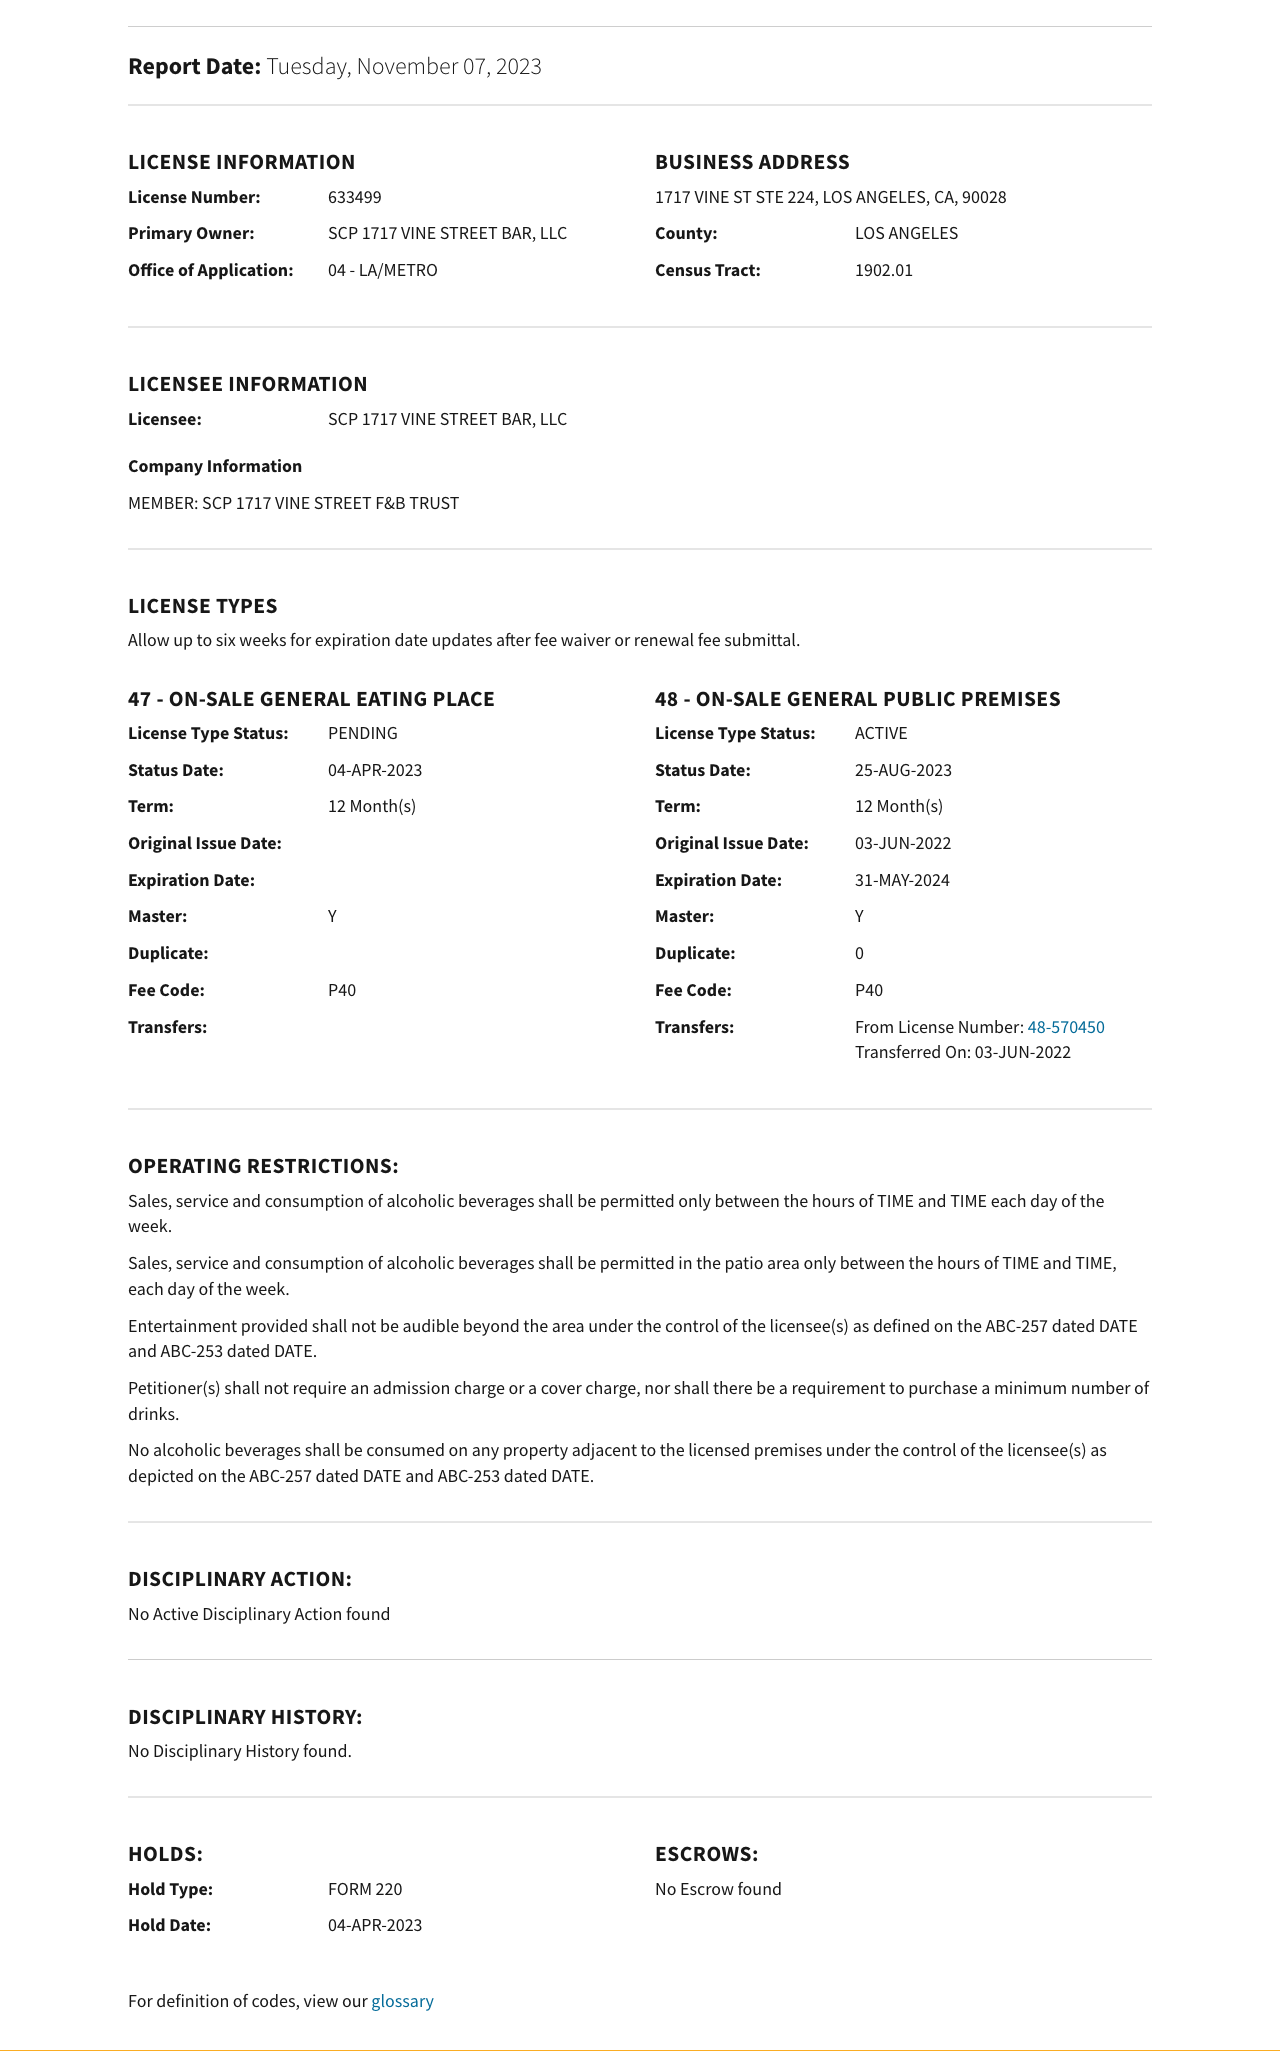 Report Date: Tuesday, November 07, 2023
LICENSE INFORMATION
License Number: 633499
Primary Owner: SCP 1717 VINE STREET BAR, LLC
Office of Application: 04 - LA/METRO
BUSINESS ADDRESS
1717 VINE ST STE 224, LOS ANGELES, CA, 90028
County: LOS ANGELES
Census Tract: 1902.01
LICENSEE INFORMATION
Licensee: SCP 1717 VINE STREET BAR, LLC
Company Information
MEMBER: SCP 1717 VINE STREET F&B TRUST
LICENSE TYPES
Allow up to six weeks for expiration date updates after fee waiver or renewal fee submittal.
47 - ON-SALE GENERAL EATING PLACE
License Type Status: PENDING
Status Date: 04-APR-2023
Term: 12 Month(s)
Original Issue Date:
Expiration Date:
Master: Y
Duplicate:
Fee Code: P40
Transfers:
48 - ON-SALE GENERAL PUBLIC PREMISES
License Type Status: ACTIVE
Status Date: 25-AUG-2023
Term: 12 Month(s)
Original Issue Date: 03-JUN-2022
Expiration Date: 31-MAY-2024
Master: Y
Duplicate: 0
Fee Code: P40
Transfers: From License Number: 48-570450
Transferred On: 03-JUN-2022
OPERATING RESTRICTIONS:
Sales, service and consumption of alcoholic beverages shall be permitted only between the hours of TIME and TIME each day of the
week.
Sales, service and consumption of alcoholic beverages shall be permitted in the patio area only between the hours of TIME and TIME,
each day of the week.
Entertainment provided shall not be audible beyond the area under the control of the licensee(s) as defined on the ABC-257 dated DATE
and ABC-253 dated DATE.
Petitioner(s) shall not require an admission charge or a cover charge, nor shall there be a requirement to purchase a minimum number of
drinks.
No alcoholic beverages shall be consumed on any property adjacent to the licensed premises under the control of the licensee(s) as
depicted on the ABC-257 dated DATE and ABC-253 dated DATE.
DISCIPLINARY ACTION:
No Active Disciplinary Action found
DISCIPLINARY HISTORY:
No Disciplinary History found.
HOLDS:
Hold Type: FORM 220
Hold Date: 04-APR-2023
ESCROWS:
No Escrow found
For definition of codes, view our glossary